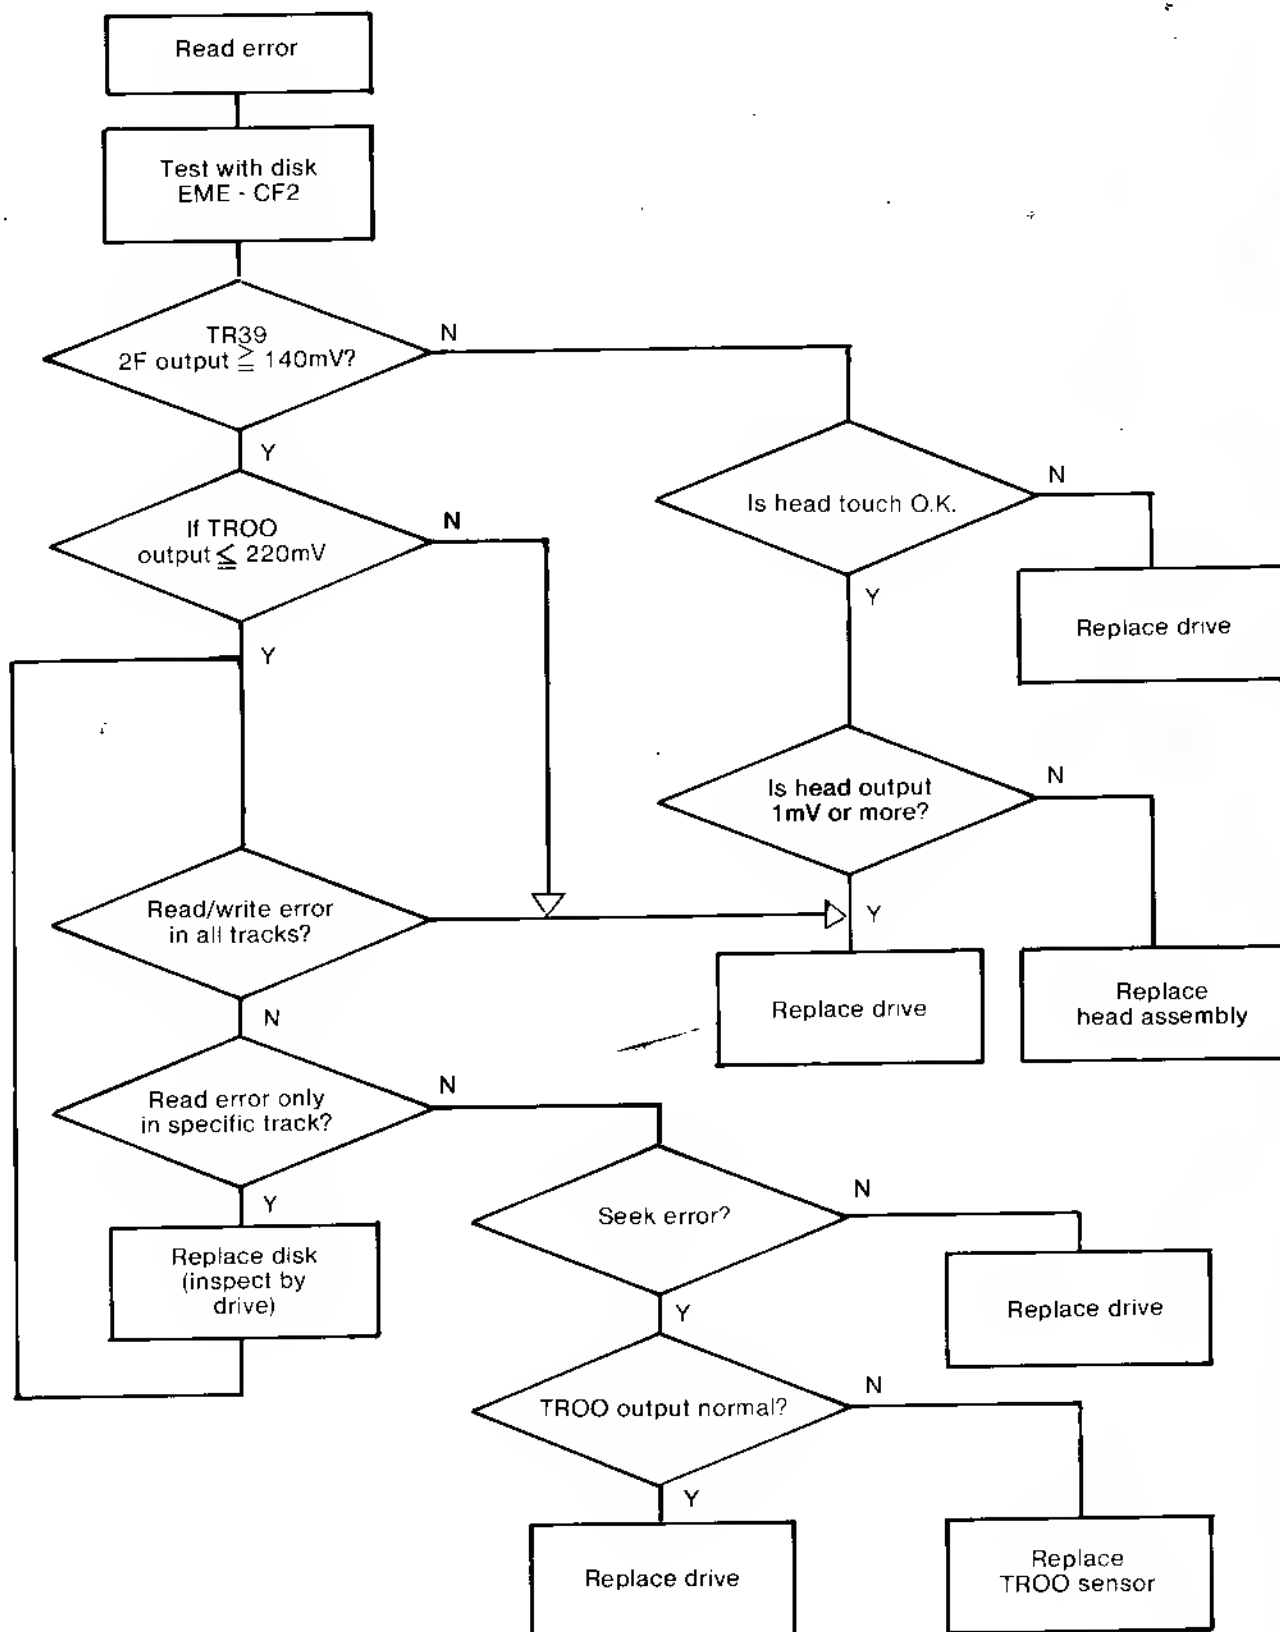 Read error
Test with disk
EME - CF2
TR39
2F output ≧ 140mV?
N
Y
If TROO
output ≦ 220mV
N
Y
Is head touch O.K.
N
Y
Replace drive
Is head output
1mV or more?
N
Y
Replace drive
Replace
head assembly
Read/write error
in all tracks?
N
Read error only
in specific track?
N
Y
Replace disk
(inspect by
drive)
Seek error?
N
Y
Replace drive
TROO output normal?
N
Y
Replace drive
Replace
TROO sensor